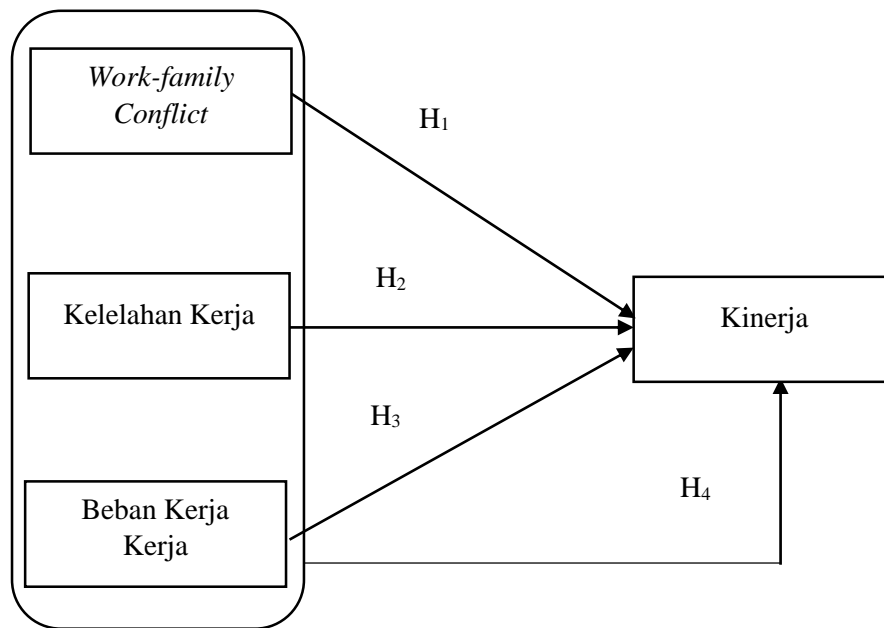 Work-family
Conflict
H₁
H₂
Kelelahan Kerja
Kinerja
H₃
Beban Kerja
Kerja
H₄